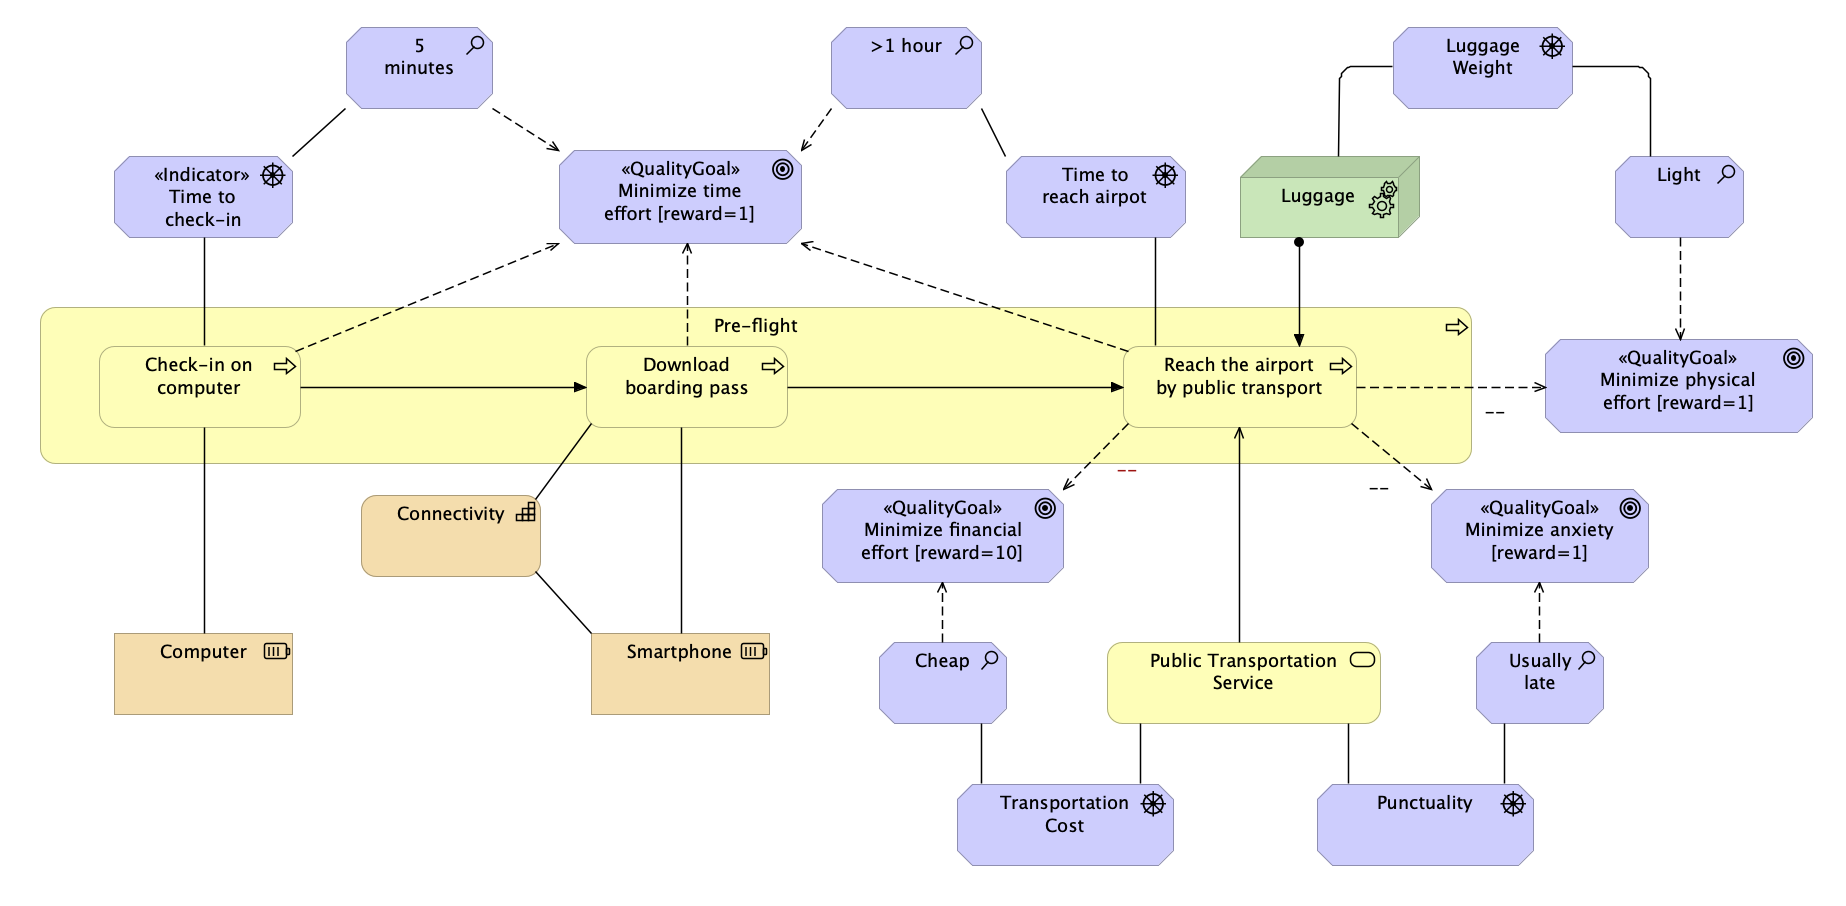 5
minutes
>1 hour
Luggage
Weight
«Indicator»
Time to
check-in
«QualityGoal»
Minimize time
effort [reward=1]
Time to
reach airpot
Luggage
Light
Pre-flight
Check-in on
computer
Download
boarding pass
Reach the airport
by public transport
«QualityGoal»
Minimize physical
effort [reward=1]
--
--
--
Connectivity
«QualityGoal»
Minimize financial
effort [reward=10]
«QualityGoal»
Minimize anxiety
[reward=1]
Computer
Smartphone
Cheap
Public Transportation
Service
Usually
late
Transportation
Cost
Punctuality